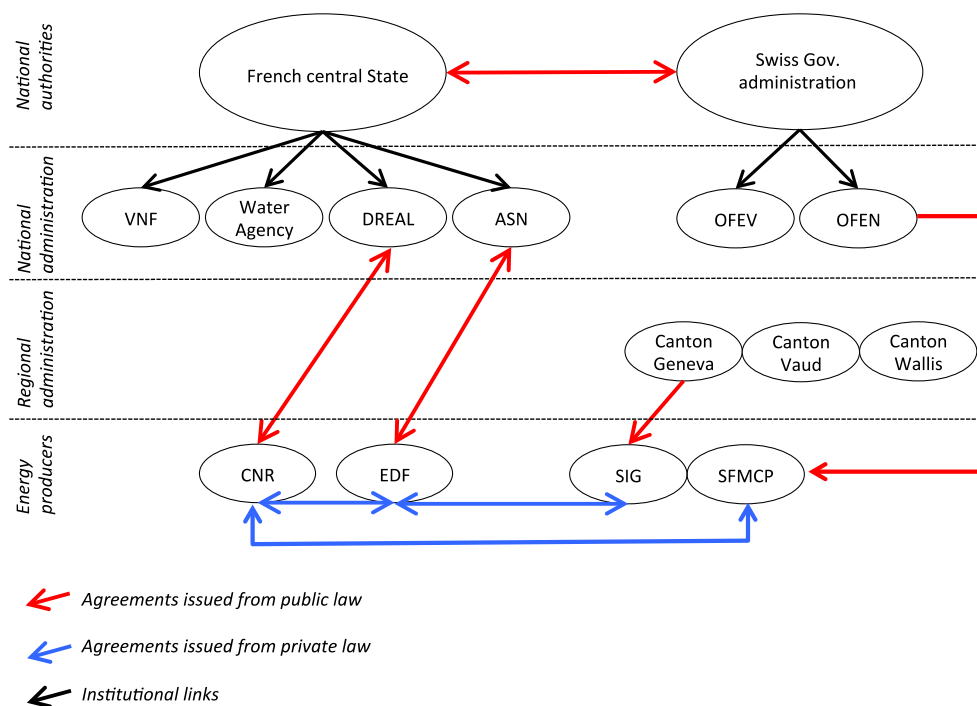 National
authorities
French central State
Swiss Gov.
administration
National
administration
VNF
Water
Agency
DREAL
ASN
OFEV
OFEN
Regional
administration
Canton
Geneva
Canton
Vaud
Canton
Wallis
Energy
producers
CNR
EDF
SIG
SFMCP
Agreements issued from public law
Agreements issued from private law
Institutional links